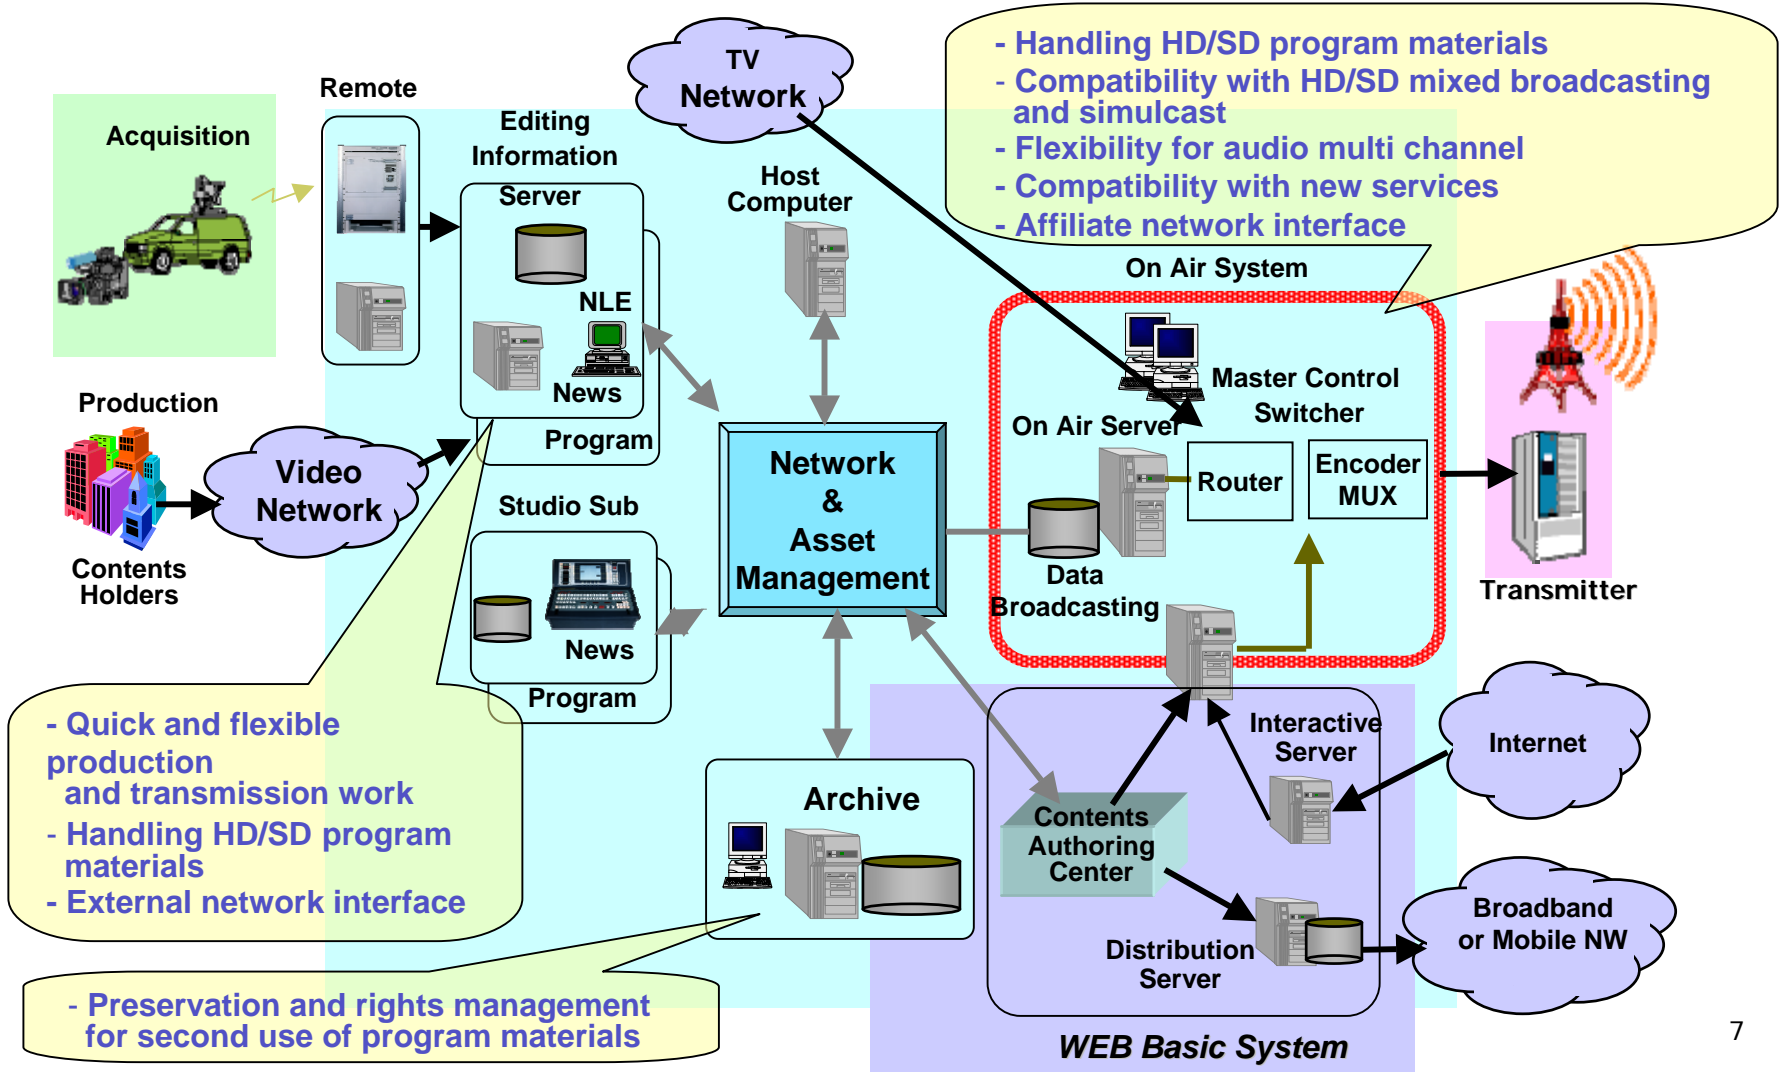 TV
Network
- Handling HD/SD program materials
- Compatibility with HD/SD mixed broadcasting
and simulcast
- Flexibility for audio multi channel
- Compatibility with new services
- Affiliate network interface
Remote
Acquisition
Editing
Information
Server
NLE
News
Program
Host
Computer
On Air System
Master Control
Switcher
On Air Server
Router
Encoder
MUX
Data
Broadcasting
Transmitter
Production
Video
Network
Contents
Holders
Network
&
Asset
Management
Studio Sub
News
Program
- Quick and flexible
production
and transmission work
- Handling HD/SD program
materials
- External network interface
Archive
Interactive
Server
Internet
Contents
Authoring
Center
Distribution
Server
Broadband
or Mobile NW
- Preservation and rights management
for second use of program materials
WEB Basic System
7